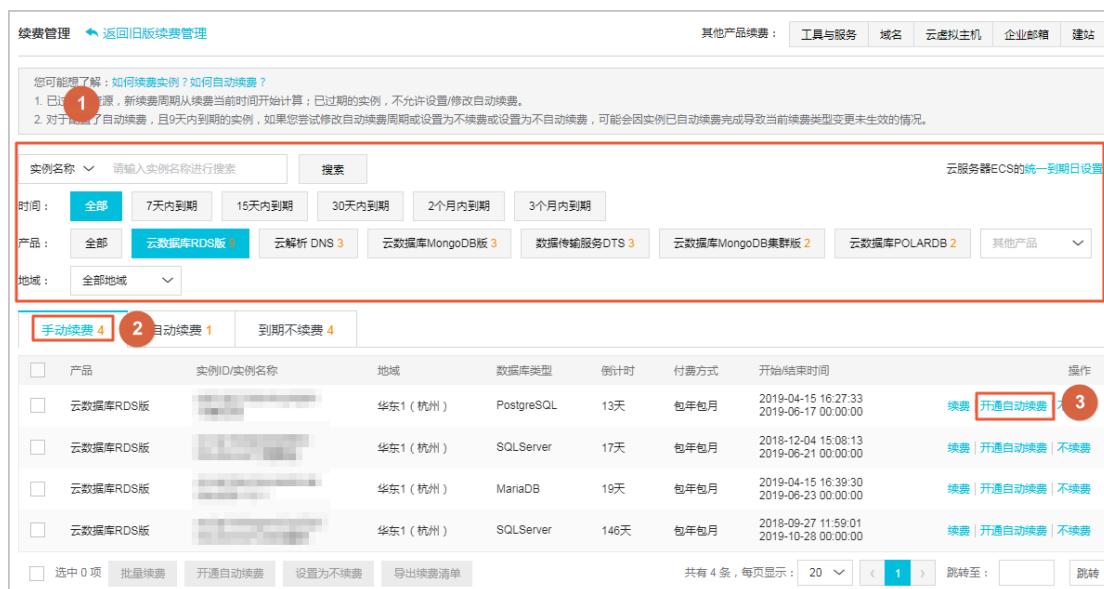 续费管理 返回旧版续费管理 其他产品续费： 工具与服务 域名 云虚拟主机 企业邮箱 建站
您可能想了解：如何续费实例？如何自动续费？
1. 已过 资源，新续费周期从续费当前时间开始计算；已过期的实例，不允许设置/修改自动续费。
1
2. 对于配置了自动续费，且9天内到期的实例，如果您尝试修改自动续费周期或设置为不续费或设置为不自动续费，可能会因实例已自动续费完成导致当前续费类型变更未生效的情况。
实例名称 请输入实例名称进行搜索 搜索 云服务器ECS的统一到期日设置
时间： 全部 7天内到期 15天内到期 30天内到期 2个月内到期 3个月内到期
产品： 全部 云数据库RDS版 9 云解析 DNS 3 云数据库MongoDB版 3 数据传输服务DTS 3 云数据库MongoDB集群版 2 云数据库POLARDB 2 其他产品
地域： 全部地域
手动续费 4 2 自动续费 1 到期不续费 4
产品 实例ID/实例名称 地域 数据库类型 倒计时 付费方式 开始/结束时间 操作
云数据库RDS版 华东1（杭州） PostgreSQL 13天 包年包月 2019-04-15 16:27:33 续费 开通自动续费 3
2019-06-17 00:00:00
云数据库RDS版 华东1（杭州） SQLServer 17天 包年包月 2018-12-04 15:08:13 续费 开通自动续费 不续费
2019-06-21 00:00:00
云数据库RDS版 华东1（杭州） MariaDB 19天 包年包月 2019-04-15 16:39:30 续费 开通自动续费 不续费
2019-06-23 00:00:00
云数据库RDS版 华东1（杭州） SQLServer 146天 包年包月 2018-09-27 11:59:01 续费 开通自动续费 不续费
2019-10-28 00:00:00
选中 0 项 批量续费 开通自动续费 设置为不续费 导出续费清单 共有 4 条，每页显示： 20 1 跳转至： 跳转